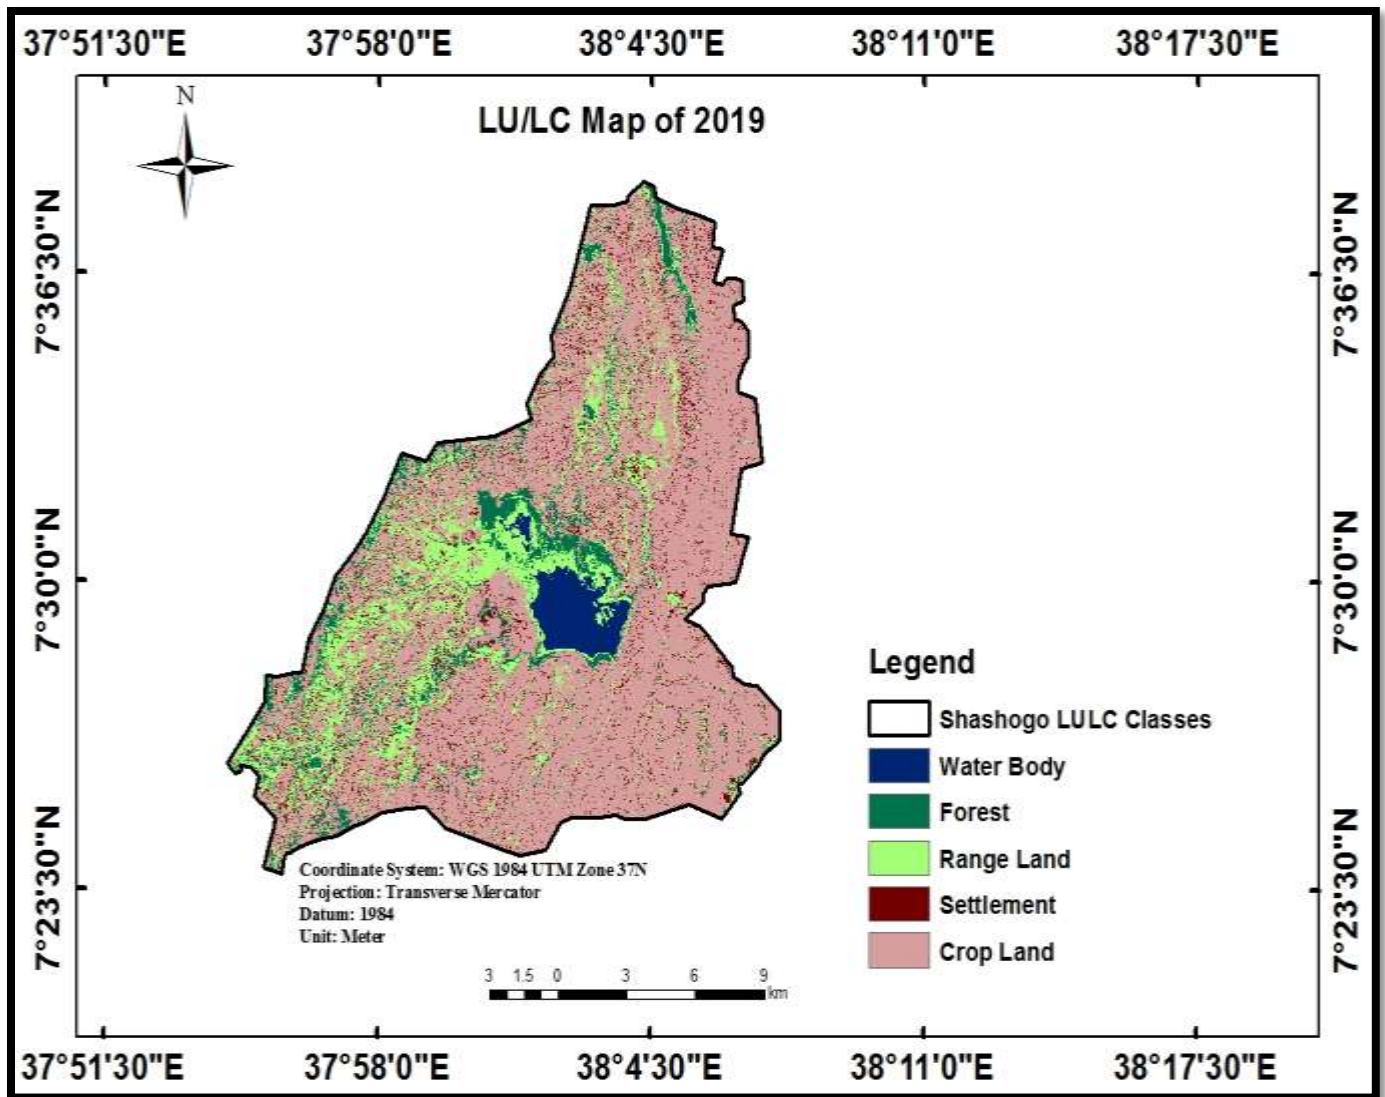 37°51'30"E 37°58'0"E 38°4'30"E 38°11'0"E 38°17'30"E
N
LU/LC Map of 2019
7°36'30"N
7°36'30"N
7°30'0"N
7°30'0"N
Legend
Shashogo LULC Classes
Water Body
Forest
Range Land
Settlement
Crop Land
7°23'30"N
7°23'30"N
Coordinate System: WGS 1984 UTM Zone 37N
Projection: Transverse Mercator
Datum: 1984
Unit: Meter
3 1.5 0 3 6 9
km
37°51'30"E 37°58'0"E 38°4'30"E 38°11'0"E 38°17'30"E